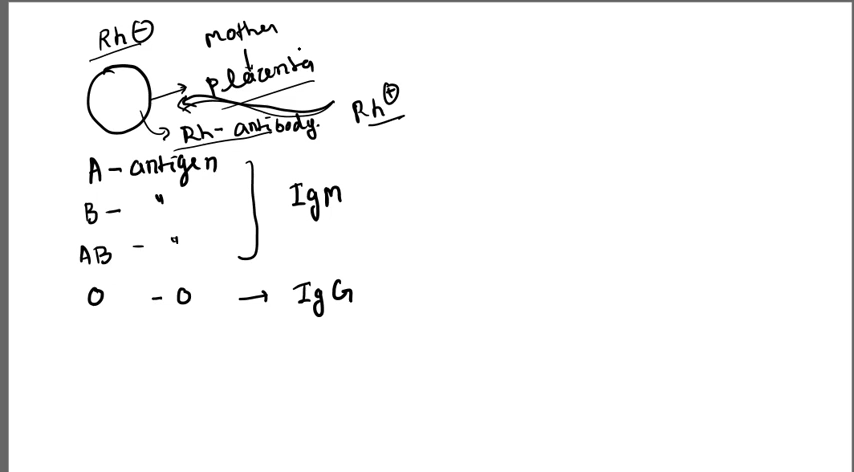 Rh⊖
mother
placenta
Rh⊕
Rh-antibody.
A - antigen
B - "
AB - "
IgM
O - O → IgG